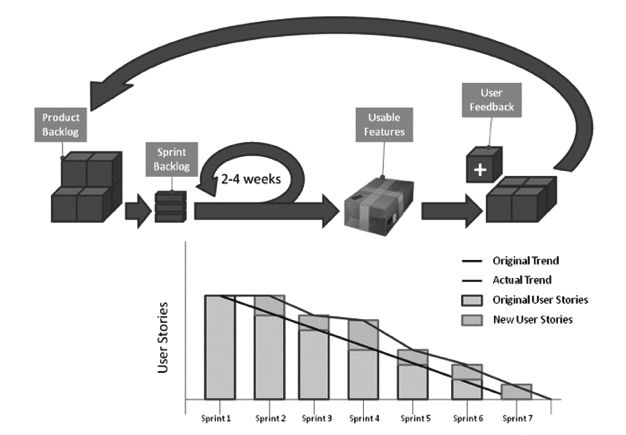 Product
Backlog
Sprint
Backlog
2-4 weeks
Usable
Features
User
Feedback
+
User Stories
Original Trend
Actual Trend
Original User Stories
New User Stories
Sprint 1
Sprint 2
Sprint 3
Sprint 4
Sprint 5
Sprint 6
Sprint 7